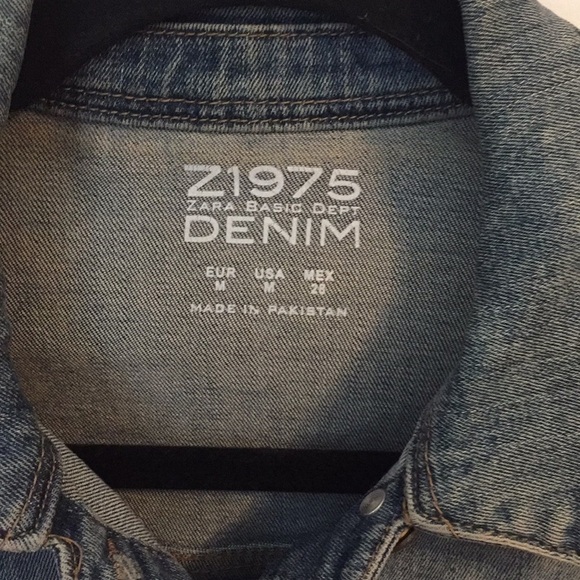 Z1975
ZARA BASIC DEPT
DENIM
EUR USA MEX
M M 28
MADE IN PAKISTAN